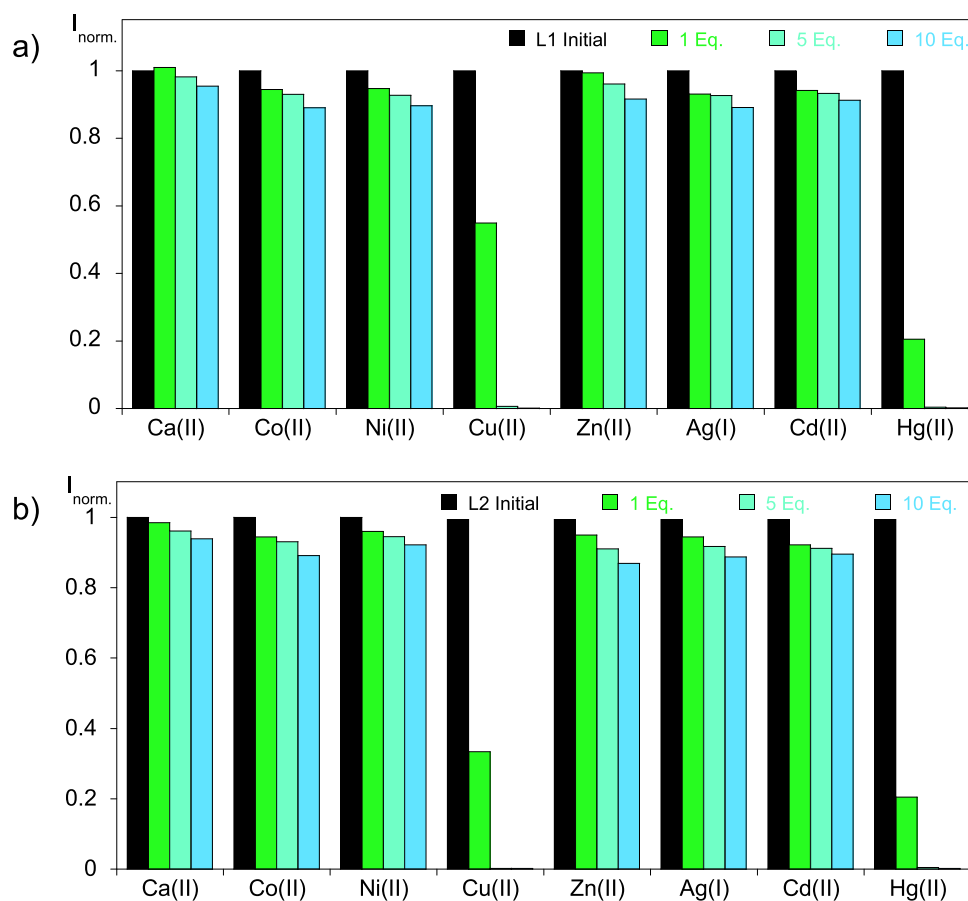 a)
I norm.
L1 Initial 1 Eq. 5 Eq. 10 Eq.
1
0.8
0.6
0.4
0.2
0
Ca(II) Co(II) Ni(II) Cu(II) Zn(II) Ag(I) Cd(II) Hg(II)
b)
I norm.
L2 Initial 1 Eq. 5 Eq. 10 Eq.
1
0.8
0.6
0.4
0.2
0
Ca(II) Co(II) Ni(II) Cu(II) Zn(II) Ag(I) Cd(II) Hg(II)